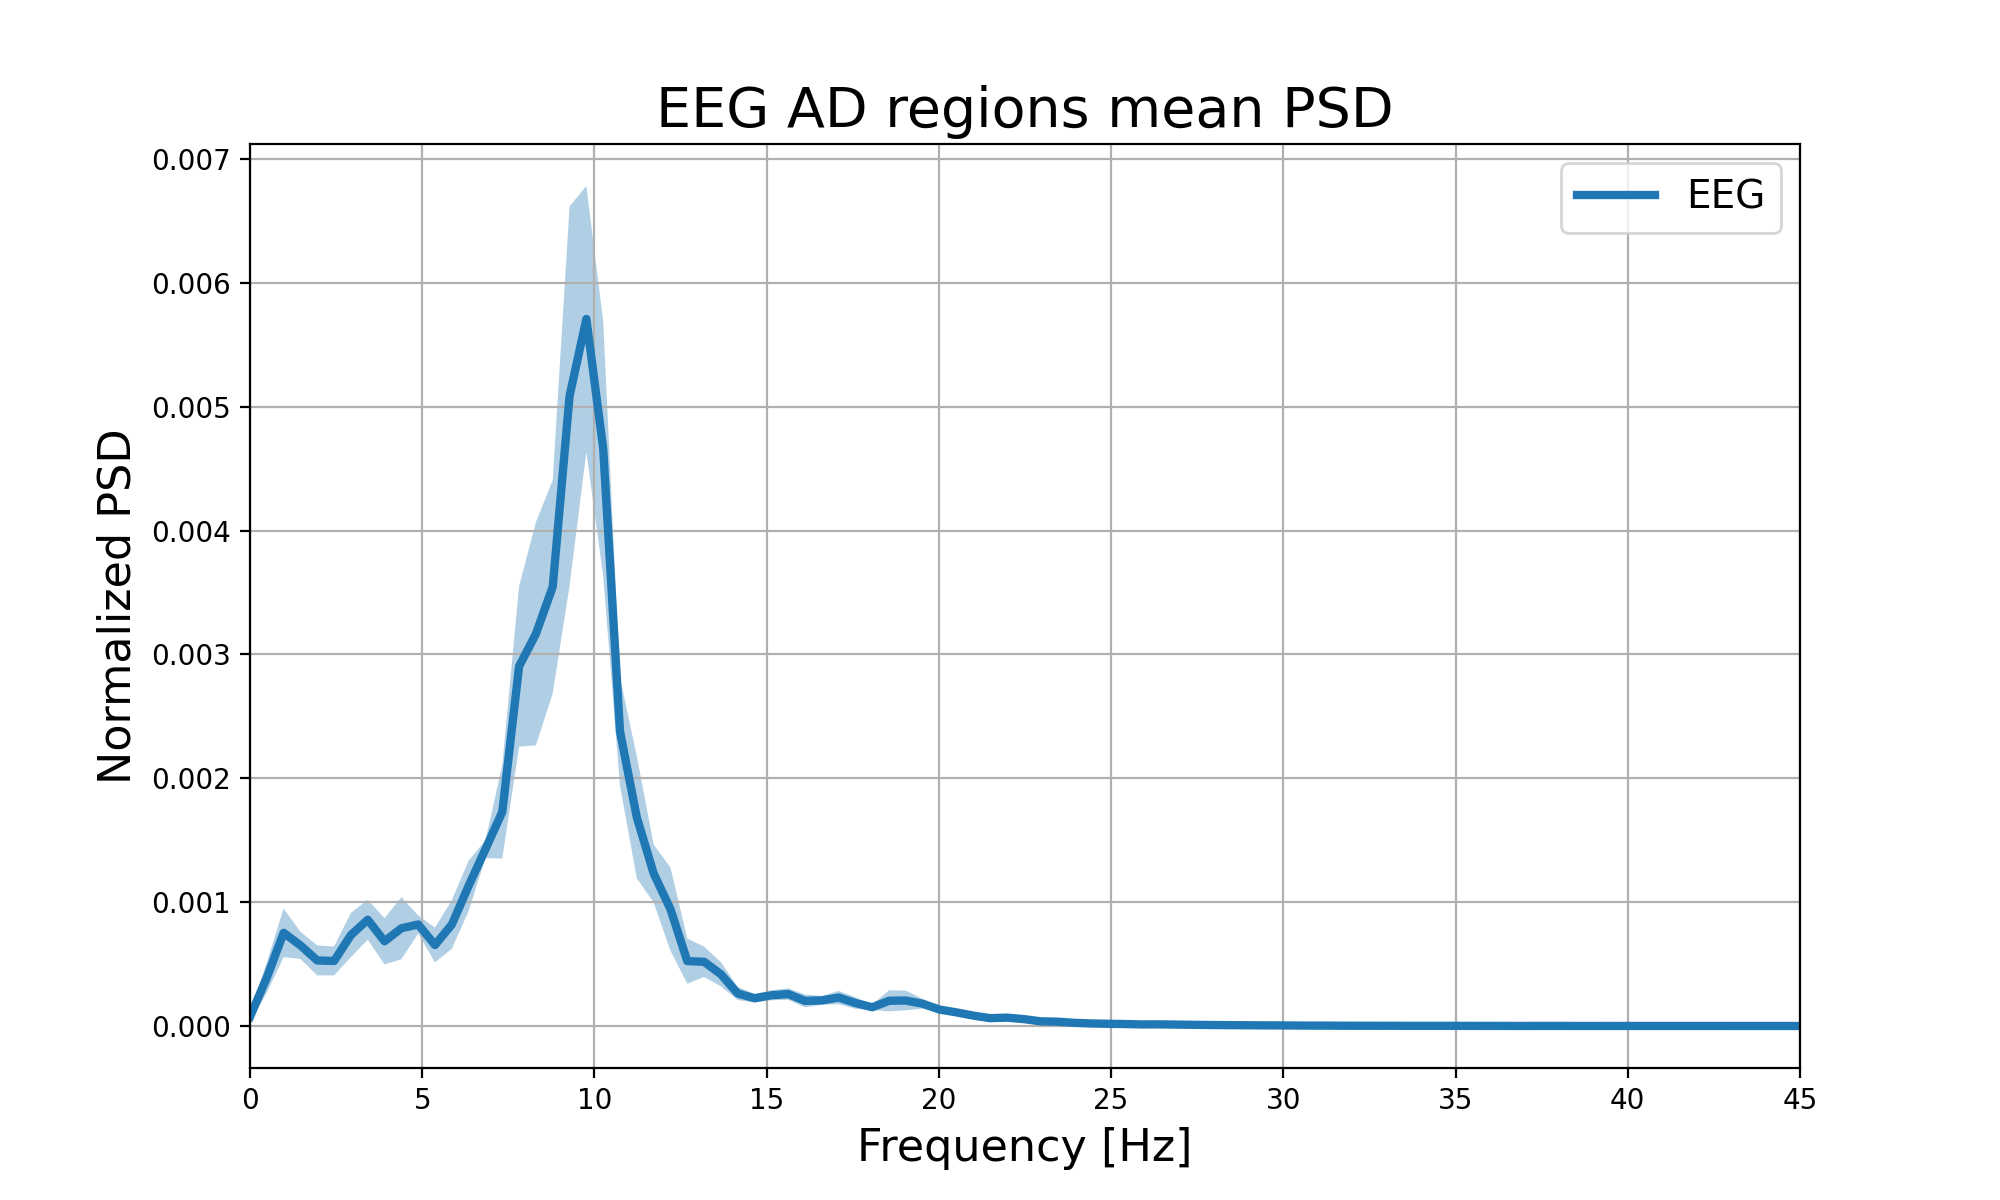 EEG AD regions mean PSD
EEG
Normalized PSD
0.007
0.006
0.005
0.004
0.003
0.002
0.001
0.000
0 5 10 15 20 25 30 35 40 45
Frequency [Hz]